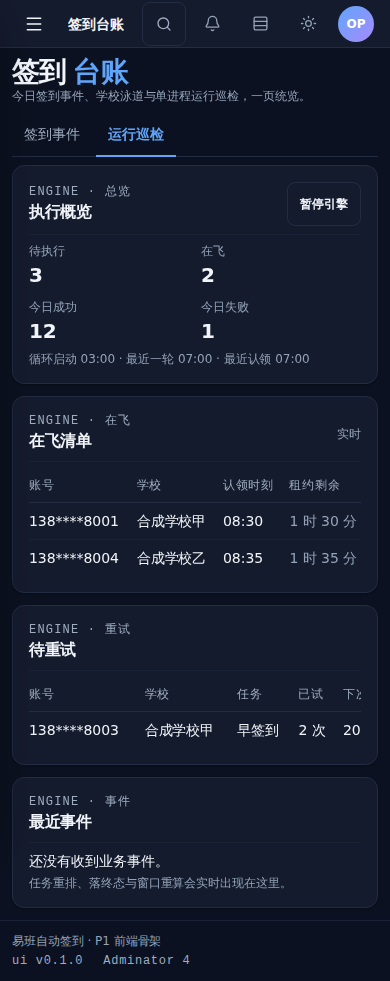 签到台账
OP
签到 台账
今日签到事件、学校泳道与单进程运行巡检，一页统览。
签到事件 运行巡检
ENGINE · 总览
执行概览
暂停引擎
待执行 在飞
3 2
今日成功 今日失败
12 1
循环启动 03:00 · 最近一轮 07:00 · 最近认领 07:00
ENGINE · 在飞
在飞清单
实时
账号 学校 认领时刻 租约剩余
138****8001 合成学校甲 08:30 1 时 30 分
138****8004 合成学校乙 08:35 1 时 35 分
ENGINE · 重试
待重试
账号 学校 任务 已试 下
138****8003 合成学校甲 早签到 2 次 20
ENGINE · 事件
最近事件
还没有收到业务事件。
任务重排、落终态与窗口重算会实时出现在这里。
易班自动签到 · P1 前端骨架
ui v0.1.0 Adminator 4